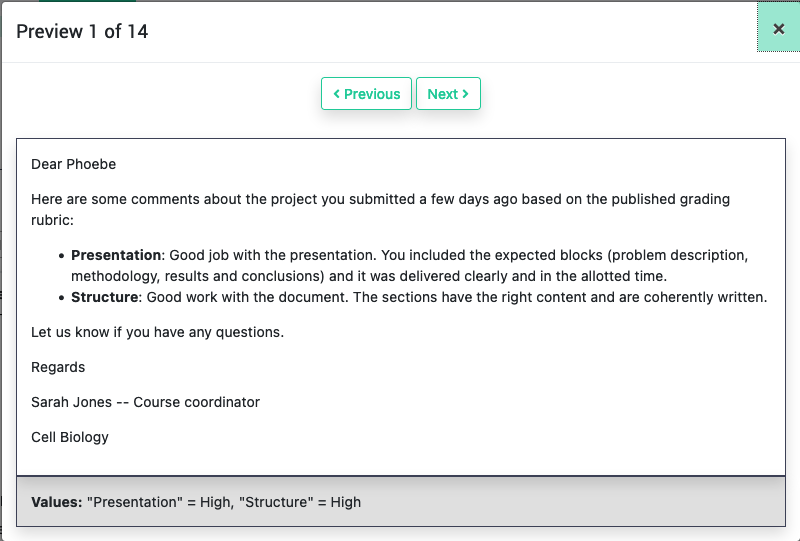 Preview 1 of 14
×
Previous Next
Dear Phoebe
Here are some comments about the project you submitted a few days ago based on the published grading
rubric:
• Presentation: Good job with the presentation. You included the expected blocks (problem description,
methodology, results and conclusions) and it was delivered clearly and in the allotted time.
• Structure: Good work with the document. The sections have the right content and are coherently written.
Let us know if you have any questions.
Regards
Sarah Jones -- Course coordinator
Cell Biology
Values: "Presentation" = High, "Structure" = High